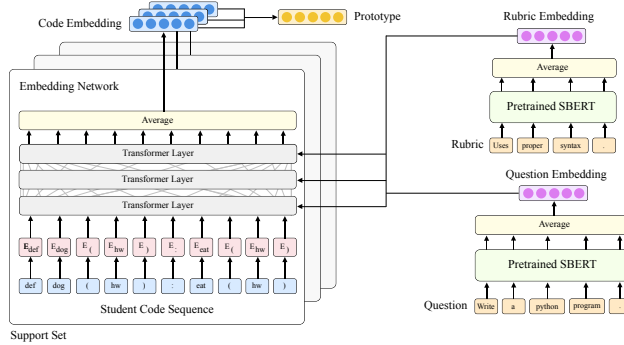 Code Embedding
Prototype
Embedding Network
Average
Transformer Layer
Transformer Layer
Transformer Layer
E def E dog E ( E hw E ) E : E eat E ( E hw E )
def dog ( hw ) : eat ( hw )
Student Code Sequence
Support Set
Rubric Embedding
Average
Pretrained SBERT
Rubric Uses proper syntax .
Question Embedding
Average
Pretrained SBERT
Question Write a python program .